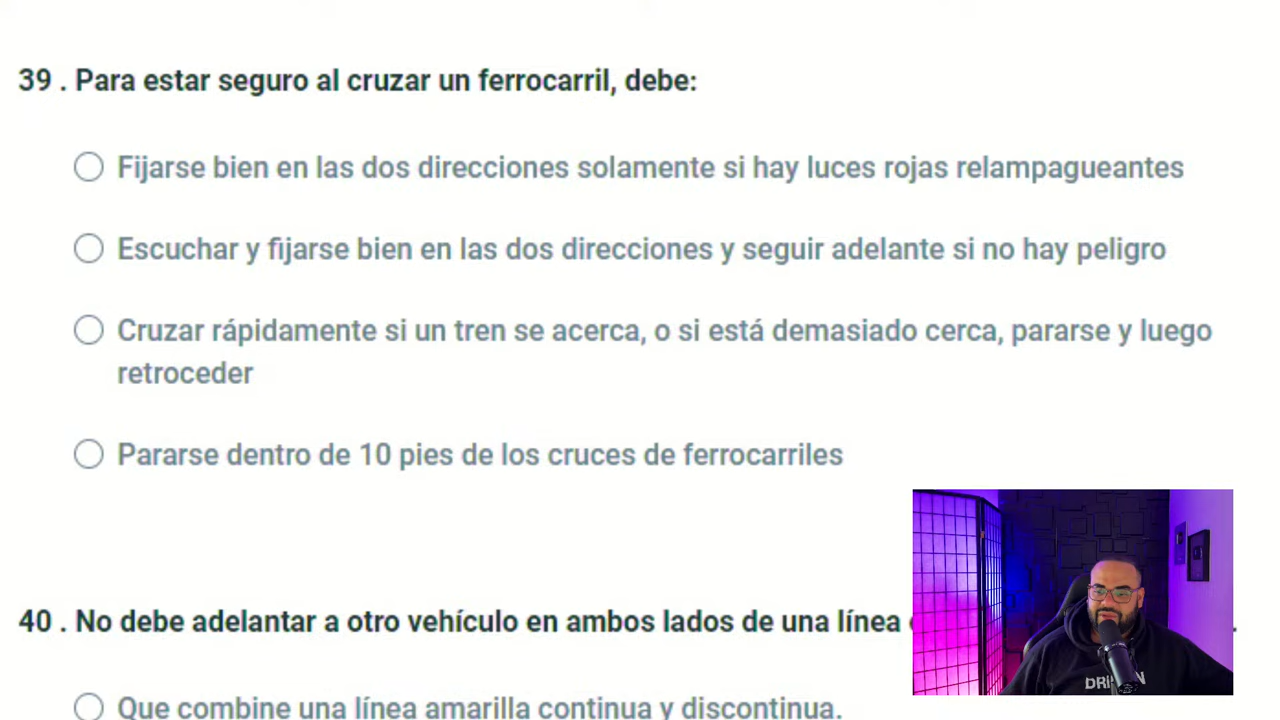 39 . Para estar seguro al cruzar un ferrocarril, debe:
Fijarse bien en las dos direcciones solamente si hay luces rojas relampagueantes
Escuchar y fijarse bien en las dos direcciones y seguir adelante si no hay peligro
Cruzar rápidamente si un tren se acerca, o si está demasiado cerca, pararse y luego
retroceder
Pararse dentro de 10 pies de los cruces de ferrocarriles
40 . No debe adelantar a otro vehículo en ambos lados de una línea
Que combine una línea amarilla continua y discontinua.